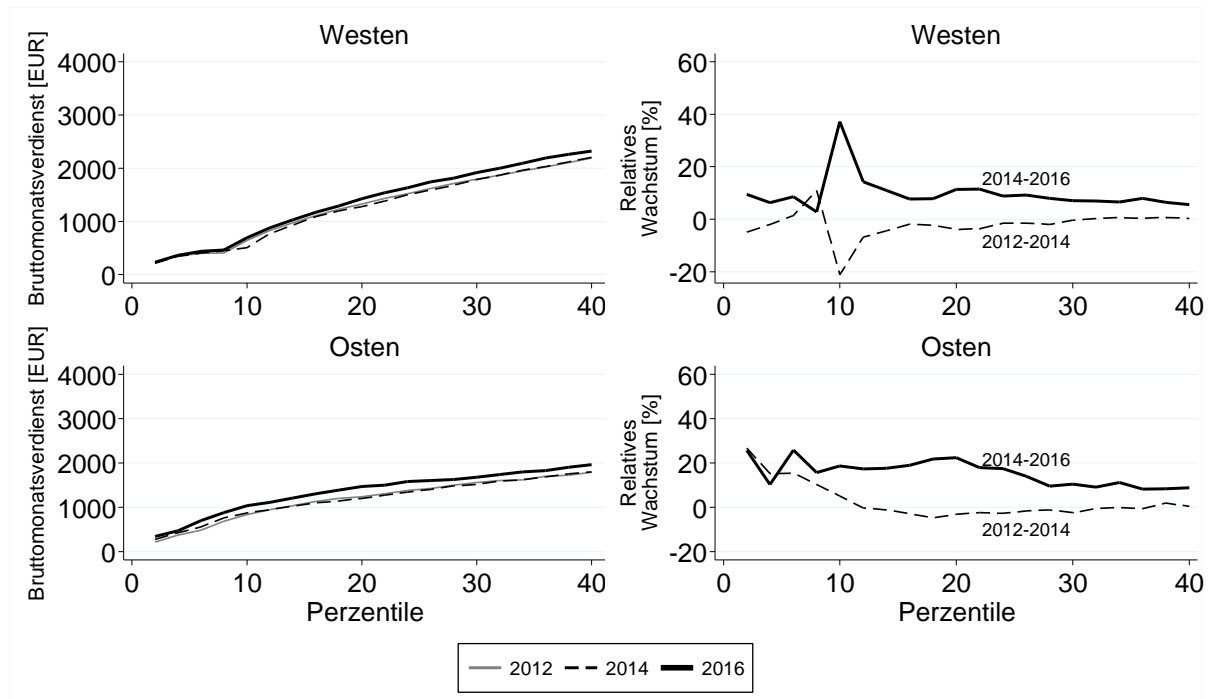 Westen
Bruttomonatsverdienst [EUR]
4000
3000
2000
1000
0
0 10 20 30 40
Westen
Relatives
Wachstum [%]
60
40
20
0
-20
2014-2016
2012-2014
0 10 20 30 40
Osten
Bruttomonatsverdienst [EUR]
4000
3000
2000
1000
0
0 10 20 30 40
Perzentile
Osten
Relatives
Wachstum [%]
60
40
20
0
-20
2014-2016
2012-2014
0 10 20 30 40
Perzentile
2012 2014 2016